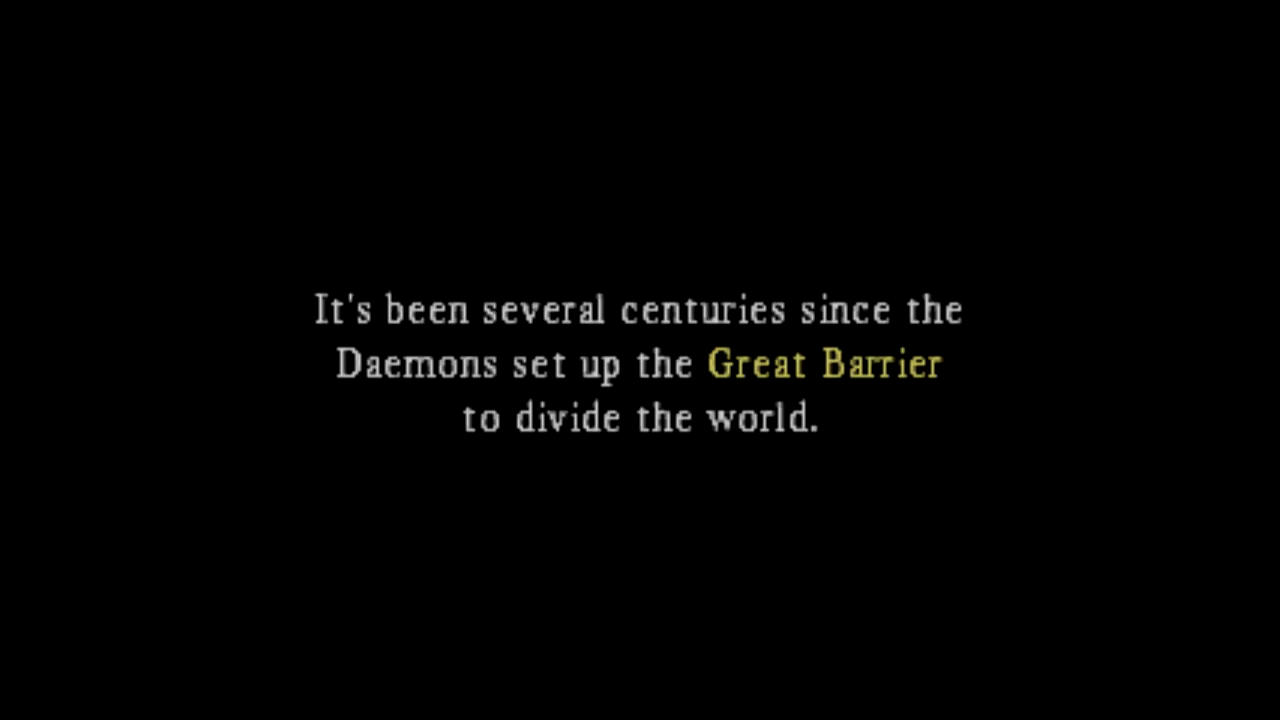 It's been several centuries since the
Daemons set up the Great Barrier
to divide the world.